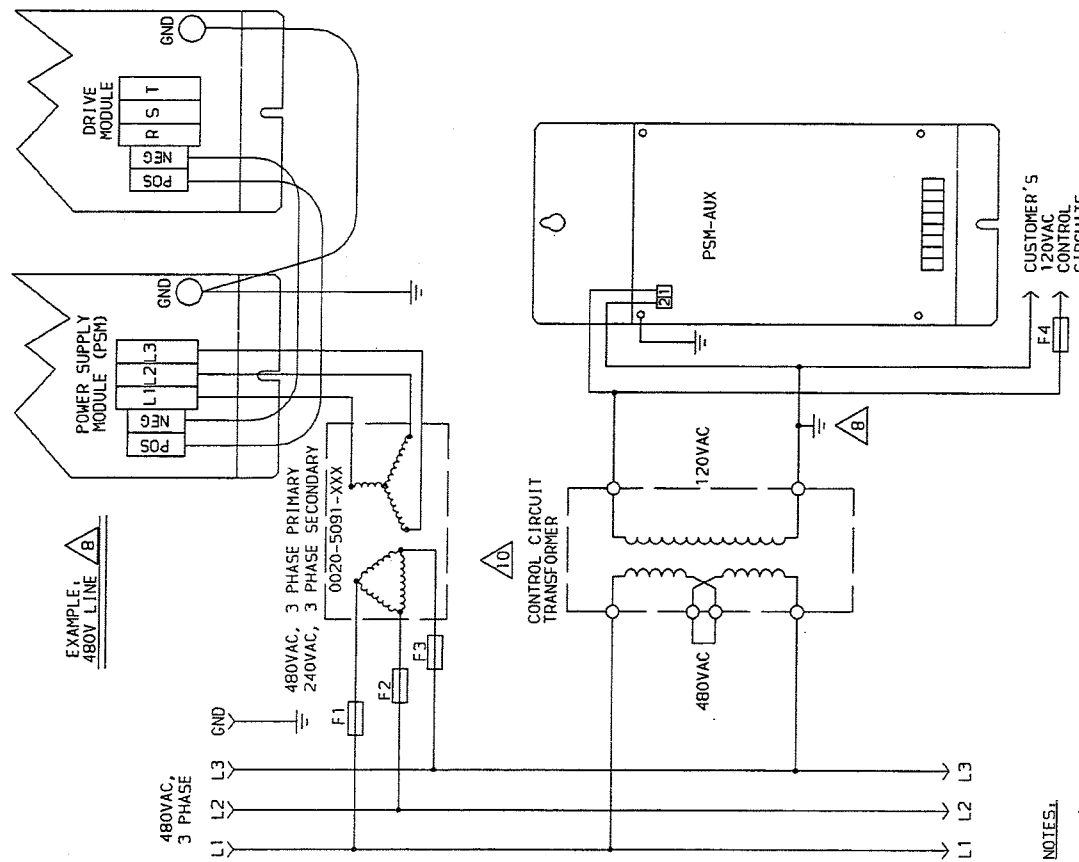 EXAMPLE:
480V LINE
8
480VAC,
3 PHASE
L1
L2
L3
GND
F1
F2
F3
480VAC, 3 PHASE PRIMARY
240VAC, 3 PHASE SECONDARY
0020-5091-XXX
POWER SUPPLY
MODULE (PSM)
POS
NEG
L1 L2 L3
GND
DRIVE
MODULE
POS
NEG
R S T
GND
10
CONTROL CIRCUIT
TRANSFORMER
480VAC
120VAC
8
PSM-AUX
2 1
F4
CUSTOMER'S
120VAC
CONTROL
CIRCUITS
L1
L2
L3
NOTES: